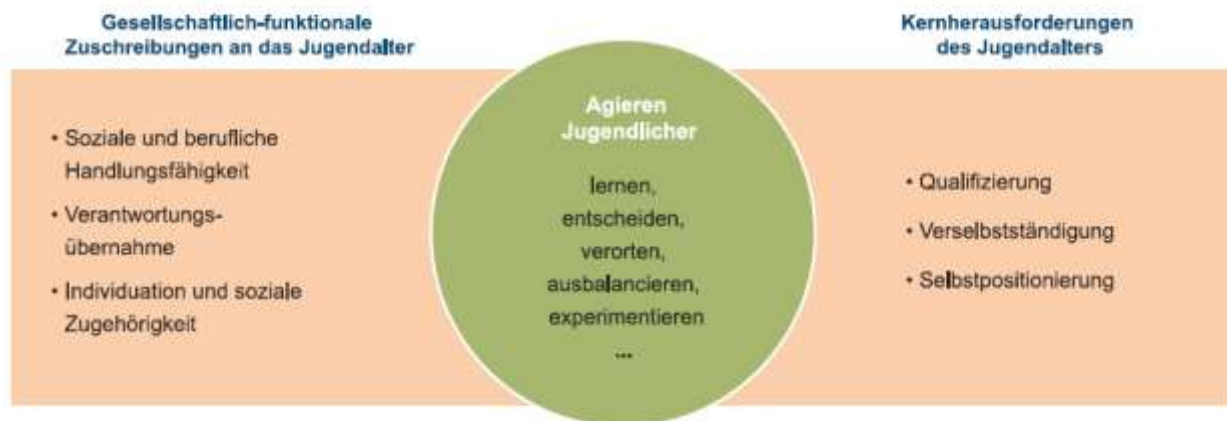 Gesellschaftlich-funktionale
Zuschreibungen an das Jugendalter
• Soziale und berufliche
Handlungsfähigkeit
• Verantwortungs-
übernahme
• Individuation und soziale
Zugehörigkeit
Agieren
Jugendlicher
lernen,
entscheiden,
verorten,
ausbalancieren,
experimentieren
...
Kernherausforderungen
des Jugendalters
• Qualifizierung
• Verselbstständigung
• Selbstpositionierung